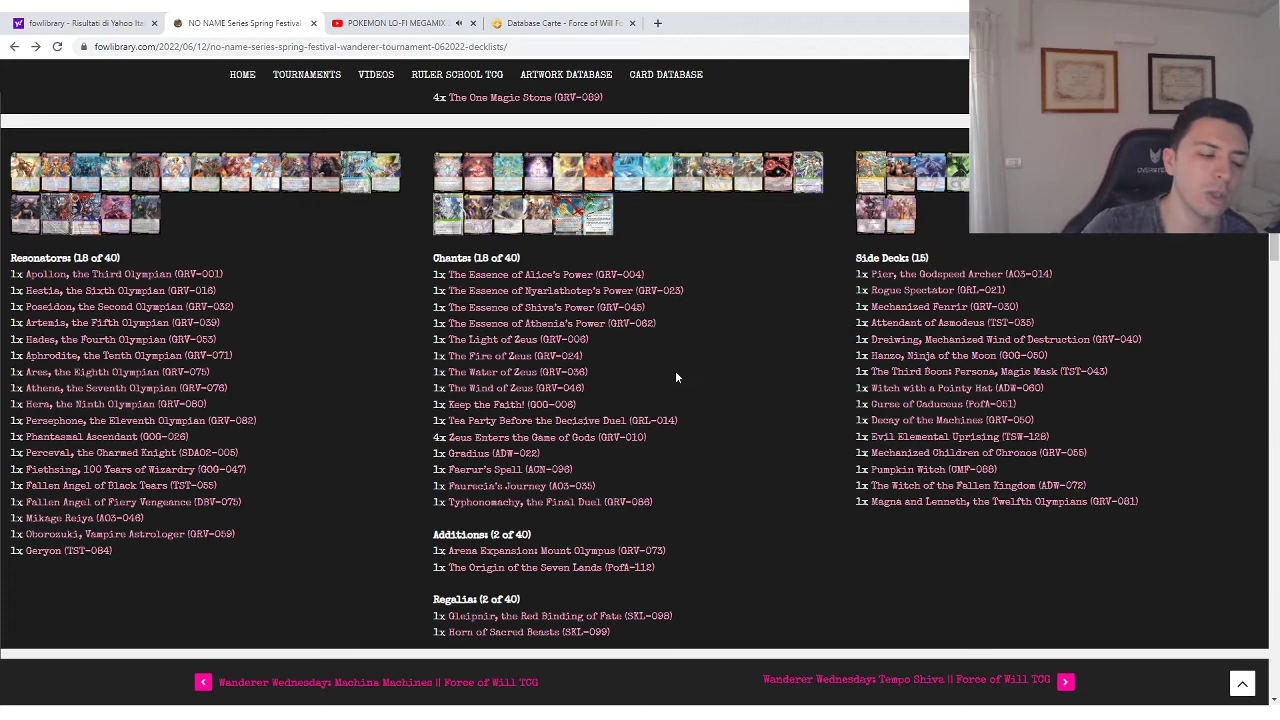 fowlibrary - Risultati di Yahoo Ita
NO NAME Series Spring Festival
POKEMON LO-FI MEGAMIX
Database Carte - Force of Will Fo
fowlibrary.com/2022/06/12/no-name-series-spring-festival-wanderer-tournament-062022-decklists/
HOME TOURNAMENTS VIDEOS RULER SCHOOL TCG ARTWORK DATABASE CARD DATABASE
4x The One Magic Stone (GRV-089)
Resonators: (18 of 40)
1x Apollon, the Third Olympian (GRV-001)
1x Hestia, the Sixth Olympian (GRV-016)
1x Poseidon, the Second Olympian (GRV-032)
1x Artemis, the Fifth Olympian (GRV-039)
1x Hades, the Fourth Olympian (GRV-053)
1x Aphrodite, the Tenth Olympian (GRV-071)
1x Ares, the Eighth Olympian (GRV-075)
1x Athena, the Seventh Olympian (GRV-076)
1x Hera, the Ninth Olympian (GRV-080)
1x Persephone, the Eleventh Olympian (GRV-082)
1x Phantasmal Ascendant (GOG-026)
1x Perceval, the Charmed Knight (SDAO2-005)
1x Fiethsing, 100 Years of Wizardry (GOG-047)
1x Fallen Angel of Black Tears (TST-055)
1x Fallen Angel of Fiery Vengeance (DBV-075)
1x Mikage Reiya (AO3-046)
1x Oborozuki, Vampire Astrologer (GRV-059)
1x Geryon (TST-084)
Chants: (18 of 40)
1x The Essence of Alice's Power (GRV-004)
1x The Essence of Nyarlathotep's Power (GRV-023)
1x The Essence of Shiva's Power (GRV-045)
1x The Essence of Athenia's Power (GRV-062)
1x The Light of Zeus (GRV-006)
1x The Fire of Zeus (GRV-024)
1x The Water of Zeus (GRV-036)
1x The Wind of Zeus (GRV-046)
1x Keep the Faith! (GOG-006)
1x Tea Party Before the Decisive Duel (GRL-014)
4x Zeus Enters the Game of Gods (GRV-010)
1x Gradius (ADW-022)
1x Faerur's Spell (ACN-096)
1x Faurecia's Journey (AO3-035)
1x Typhonomachy, the Final Duel (GRV-086)
Additions: (2 of 40)
1x Arena Expansion: Mount Olympus (GRV-073)
1x The Origin of the Seven Lands (PofA-112)
Regalia: (2 of 40)
1x Gleipnir, the Red Binding of Fate (SKL-098)
1x Horn of Sacred Beasts (SKL-099)
Side Deck: (15)
1x Pier, the Godspeed Archer (AO3-014)
1x Rogue Spectator (GRL-021)
1x Mechanized Fenrir (GRV-030)
1x Attendant of Asmodeus (TST-035)
1x Dreiwing, Mechanized Wind of Destruction (GRV-040)
1x Hanzo, Ninja of the Moon (GOG-050)
1x The Third Boon: Persona, Magic Mask (TST-043)
1x Witch with a Pointy Hat (ADW-060)
1x Curse of Caduceus (PofA-051)
1x Decay of the Machines (GRV-050)
1x Evil Elemental Uprising (TSW-128)
1x Mechanized Children of Chronos (GRV-055)
1x Pumpkin Witch (CMF-088)
1x The Witch of the Fallen Kingdom (ADW-072)
1x Magna and Lenneth, the Twelfth Olympians (GRV-081)
Wanderer Wednesday: Machina Machines || Force of Will TCG
Wanderer Wednesday: Tempo Shiva || Force of Will TCG